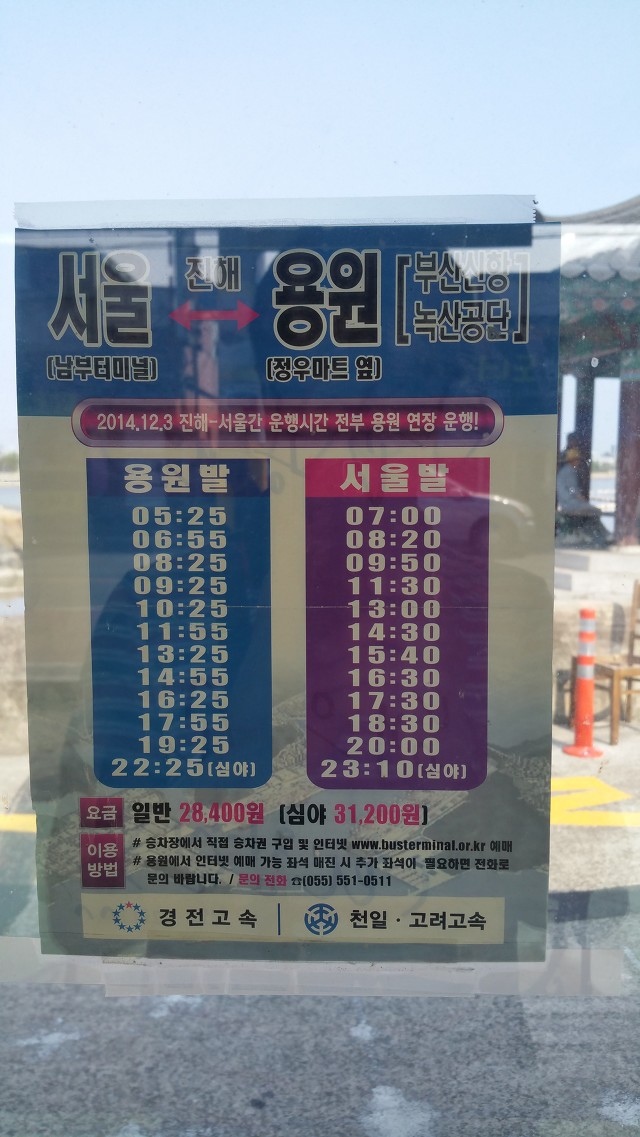 서울 진해 용원 [부산신항 녹산공단]
(남부터미널) (정우마트 옆)
2014.12.3 진해-서울간 운행시간 전부 용원 연장 운행!
용원발 서울발
05:25 07:00
06:55 08:20
08:25 09:50
09:25 11:30
10:25 13:00
11:55 14:30
13:25 15:40
14:55 16:30
16:25 17:30
17:55 18:30
19:25 20:00
22:25(심야) 23:10(심야)
요금 일반 28,400원 [심야 31,200원]
이용방법 # 승차장에서 직접 승차권 구입 및 인터넷 www.busterminal.or.kr 예매
# 용원에서 인터넷 예매 가능 좌석 매진 시 추가 좌석이 필요하면 전화로
문의 바랍니다. / 문의 전화 ☎(055) 551-0511
경전고속 | 천일·고려고속